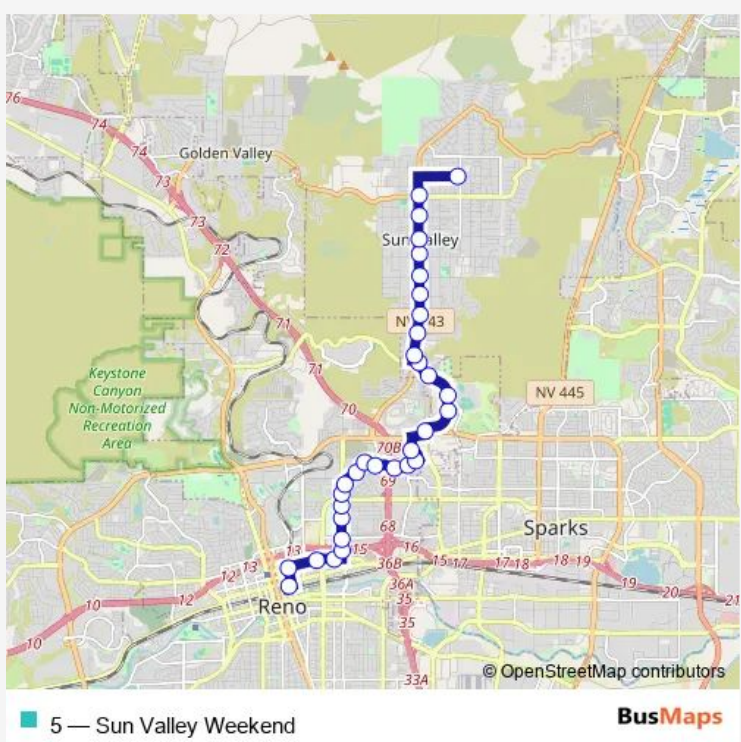 76
74
74
Golden Valley
73
73
72
Sun Valley
71
NV 443
Keystone
Canyon
Non-Motorized
Recreation
Area
71
NV 445
70
70B
69
68
Sparks
13
15
16
13
12
36B
15
17
17
18
18
19
12
36A
19
20
21
10
35
Reno
35
10
33A
© OpenStreetMap contributors
5 — Sun Valley Weekend
BusMaps